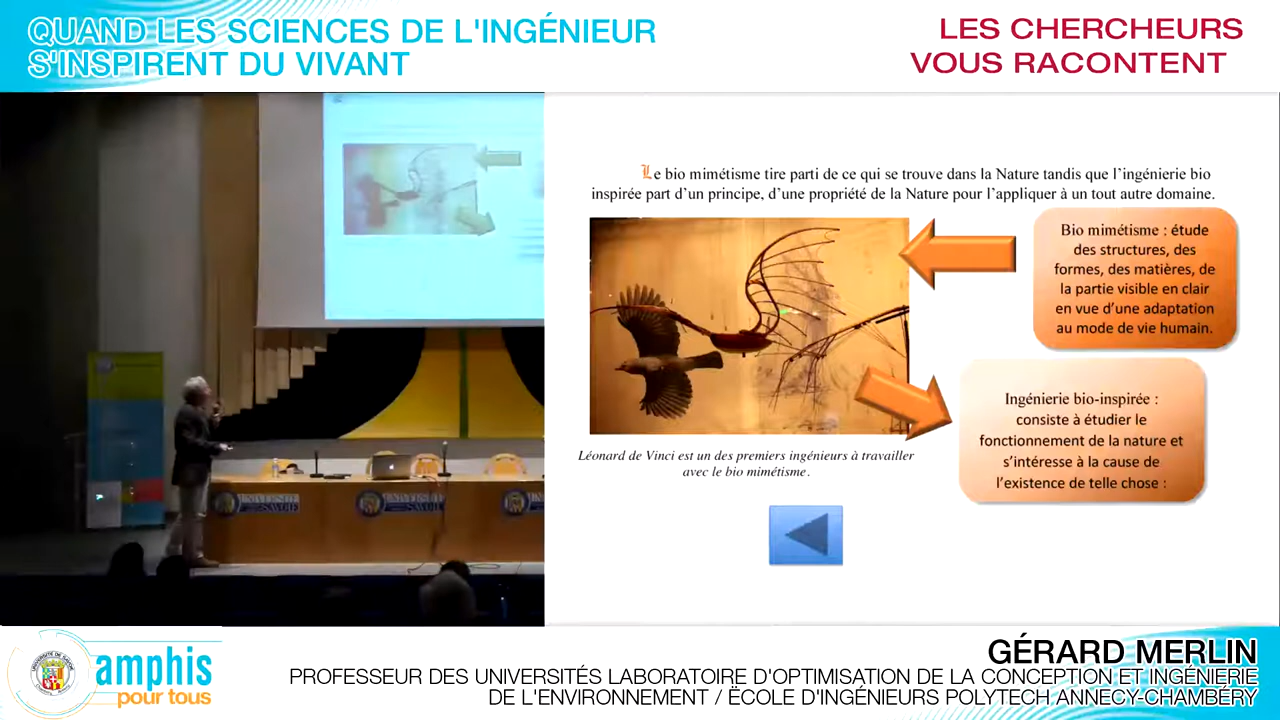 QUAND LES SCIENCES DE L'INGÉNIEUR
S'INSPIRENT DU VIVANT
LES CHERCHEURS
VOUS RACONTENT
Le bio mimétisme tire parti de ce qui se trouve dans la Nature tandis que l'ingénierie bio
inspirée part d'un principe, d'une propriété de la Nature pour l'appliquer à un tout autre domaine.
Bio mimétisme : étude
des structures, des
formes, des matières, de
la partie visible en clair
en vue d'une adaptation
au mode de vie humain.
Ingénierie bio-inspirée :
consiste à étudier le
fonctionnement de la nature et
s'intéresse à la cause de
l'existence de telle chose :
Léonard de Vinci est un des premiers ingénieurs à travailler
avec le bio mimétisme.
UNIVERSITÉ
SAVOIE
UNIVERSITÉ
SAVOIE
amphis
pour tous
GÉRARD MERLIN
PROFESSEUR DES UNIVERSITÉS LABORATOIRE D'OPTIMISATION DE LA CONCEPTION ET INGÉNIERIE
DE L'ENVIRONNEMENT / ËCOLE D'INGÉNIEURS POLYTECH ANNECY-CHAMBÉRY